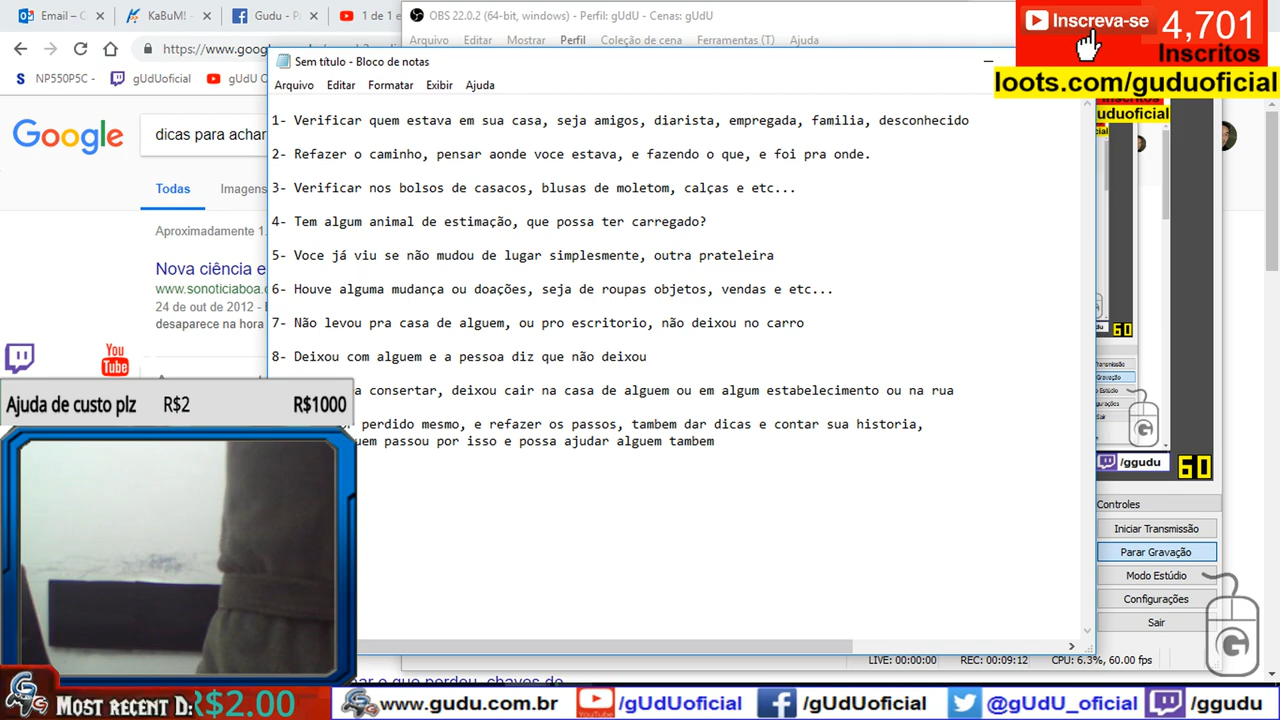 Email – C
KaBuM!
Gudu - P
1 de 1
OBS 22.0.2 (64-bit, windows) - Perfil: gUdU - Cenas: gUdU
Arquivo Editar Mostrar Perfil Coleção de cena Ferramentas (T) Ajuda
https://www.goog
NP550P5C - gUdUoficial gUdU
Inscreva-se 4,701
Inscritos
loots.com/guduoficial
uduoficial
Google
dicas para achar
Todas Imagens
Aproximadamente 1.
Nova ciência e
www.sonoticiaboa.c
24 de out de 2012 -
desaparece na hora
Sem título - Bloco de notas
Arquivo Editar Formatar Exibir Ajuda
1- Verificar quem estava em sua casa, seja amigos, diarista, empregada, familia, desconhecido
2- Refazer o caminho, pensar aonde voce estava, e fazendo o que, e foi pra onde.
3- Verificar nos bolsos de casacos, blusas de moletom, calças e etc...
4- Tem algum animal de estimação, que possa ter carregado?
5- Voce já viu se não mudou de lugar simplesmente, outra prateleira
6- Houve alguma mudança ou doações, seja de roupas objetos, vendas e etc...
7- Não levou pra casa de alguem, ou pro escritorio, não deixou no carro
8- Deixou com alguem e a pessoa diz que não deixou
deixou cair na casa de alguem ou em algum estabelecimento ou na rua
perdido mesmo, e refazer os passos, tambem dar dicas e contar sua historia,
uem passou por isso e possa ajudar alguem tambem
You
Tube
Ajuda de custo plz R$2 R$1000
/ggudu 60
Controles
Iniciar Transmissão
Parar Gravação
Modo Estúdio
Configurações
Sair
LIVE: 00:00:00 REC: 00:09:12 CPU: 6.3%, 60.00 fps
Most recent D: R$2.00
www.gudu.com.br YouTube /gUdUoficial /gUdUoficial @gUdU_oficial /ggudu